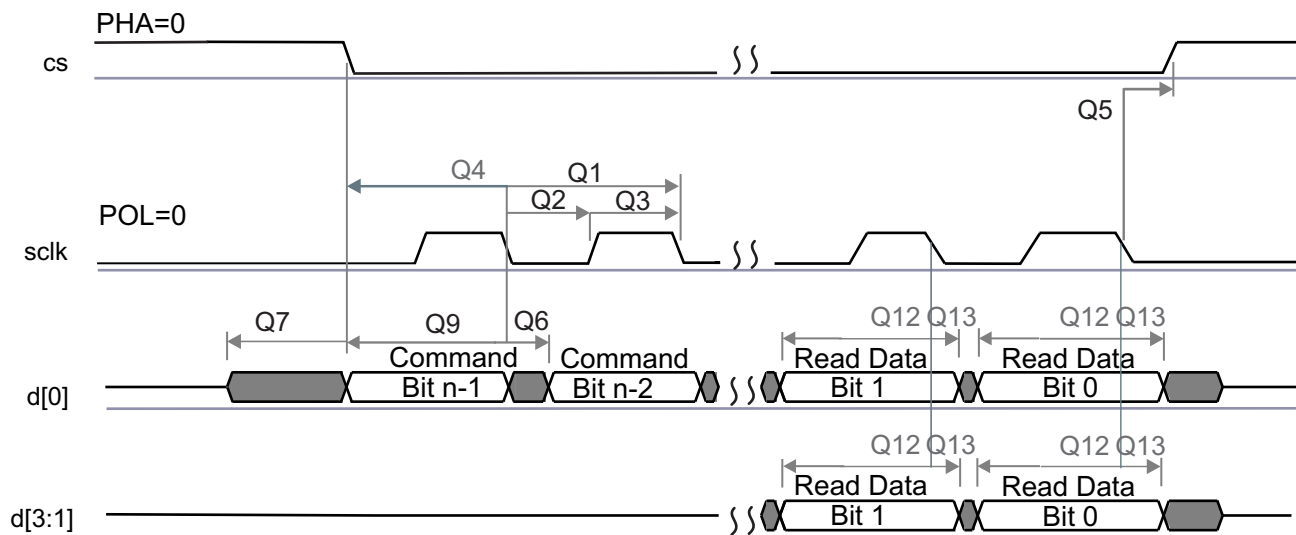 PHA=0
cs
Q5
Q4 Q1
Q2 Q3
POL=0
sclk
Q7 Q9 Q6 Q12 Q13 Q12 Q13
Command Command Read Data Read Data
d[0] Bit n-1 Bit n-2 Bit 1 Bit 0
Q12 Q13 Q12 Q13
Read Data Read Data
d[3:1] Bit 1 Bit 0